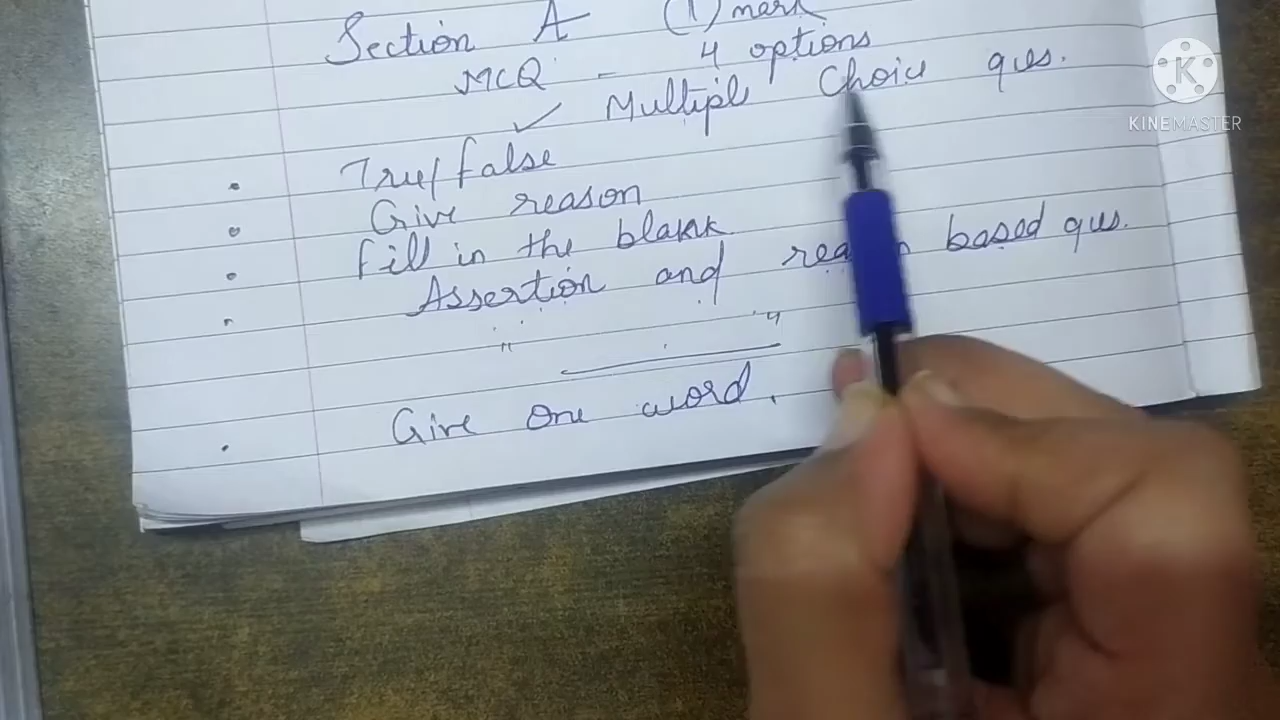 Section A (1) mark
MCQ - 4 options
✓ Multiple Choice ques.
• True/False
• Give reason
• Fill in the blank
• Assertion and based ques.
" "
• Give one word.
K
KINEMASTER